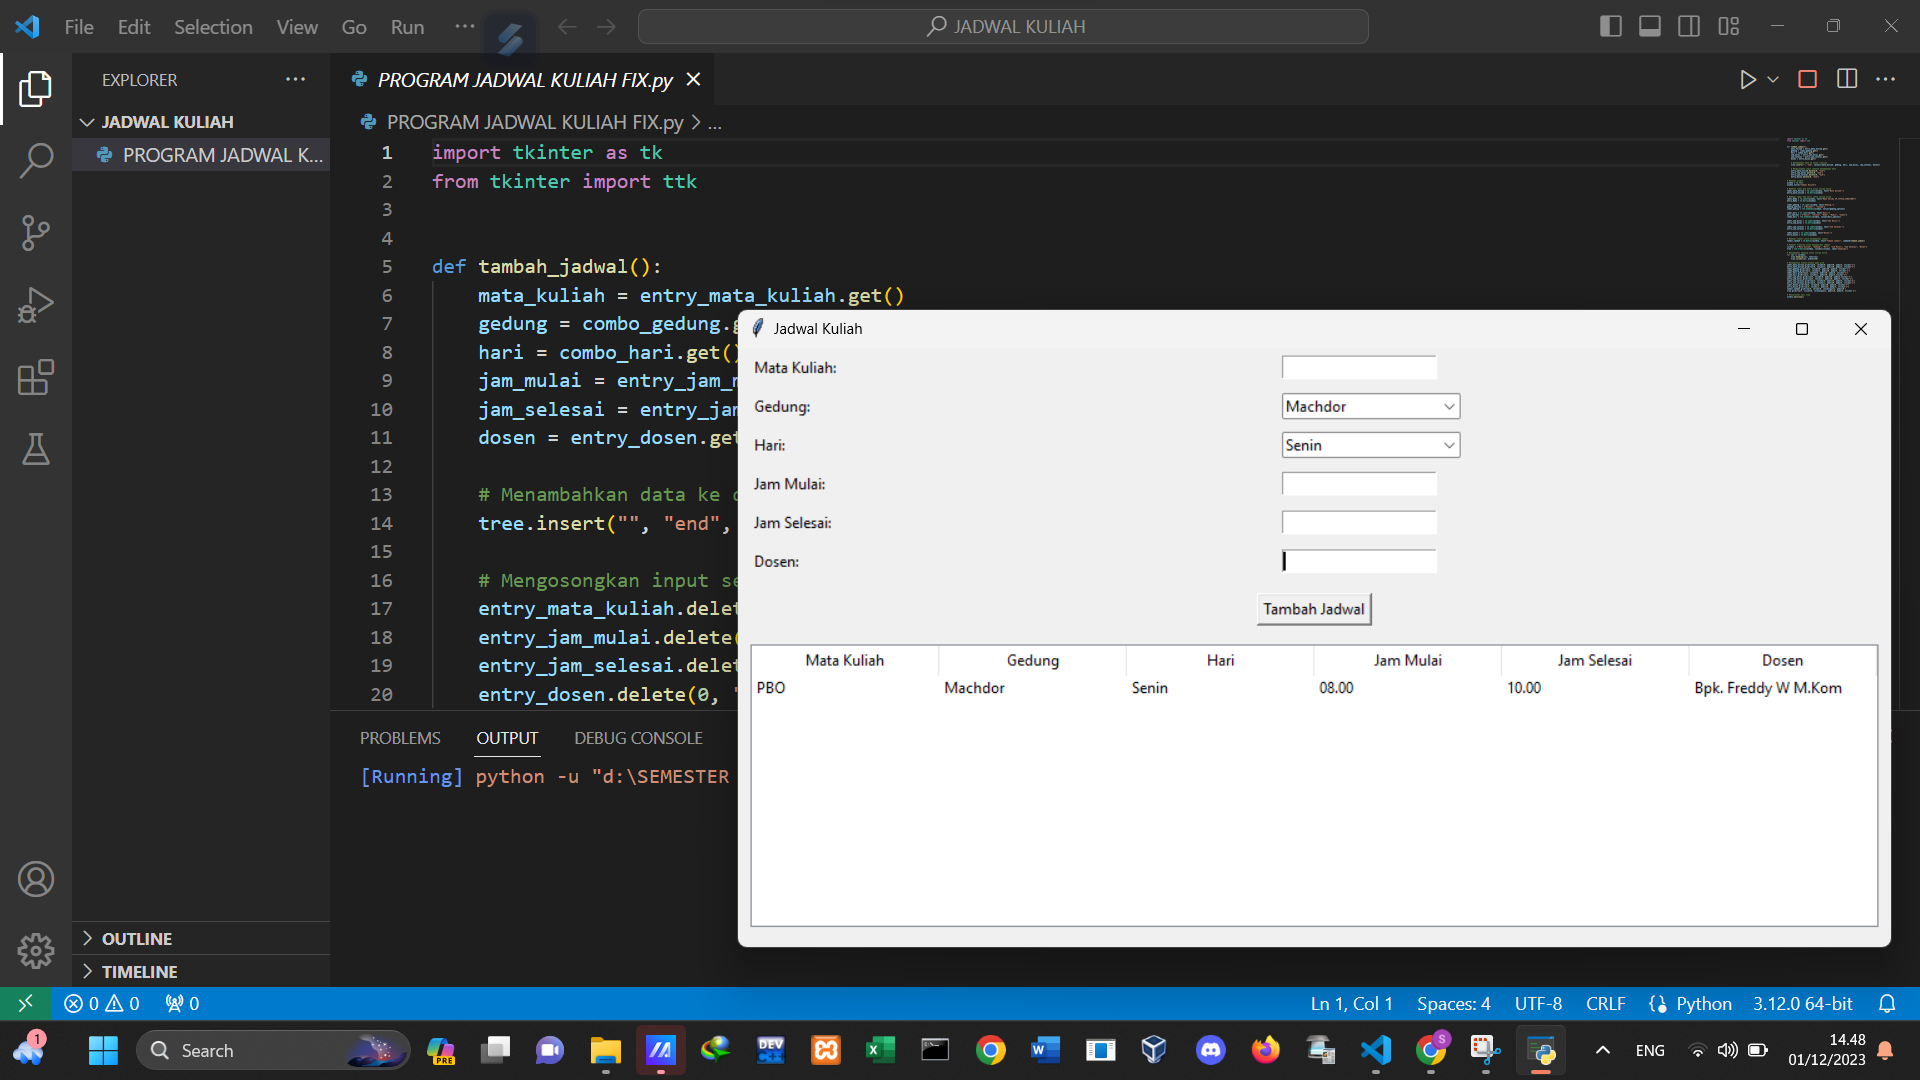 File Edit Selection View Go Run ··· JADWAL KULIAH
EXPLORER ···
JADWAL KULIAH
PROGRAM JADWAL K...
PROGRAM JADWAL KULIAH FIX.py
PROGRAM JADWAL KULIAH FIX.py > ...
1 import tkinter as tk
2 from tkinter import ttk
3
4
5 def tambah_jadwal():
6 mata_kuliah = entry_mata_kuliah.get()
7 gedung = combo_gedung.
8 hari = combo_hari.get()
9 jam_mulai = entry_jam_
10 jam_selesai = entry_jam
11 dosen = entry_dosen.get
12
13 # Menambahkan data ke
14 tree.insert("", "end",
15
16 # Mengosongkan input
17 entry_mata_kuliah.delet
18 entry_jam_mulai.delete(
19 entry_jam_selesai.delet
20 entry_dosen.delete(0, "
PROBLEMS OUTPUT DEBUG CONSOLE
[Running] python -u "d:\SEMESTER
OUTLINE
TIMELINE
Jadwal Kuliah
Mata Kuliah:
Gedung: Machdor
Hari: Senin
Jam Mulai:
Jam Selesai:
Dosen:
Tambah Jadwal
Mata Kuliah Gedung Hari Jam Mulai Jam Selesai Dosen
PBO Machdor Senin 08.00 10.00 Bpk. Freddy W M.Kom
0 0 0 Ln 1, Col 1 Spaces: 4 UTF-8 CRLF Python 3.12.0 64-bit
1 Search PRE DEV C++ S ENG 14.48
01/12/2023